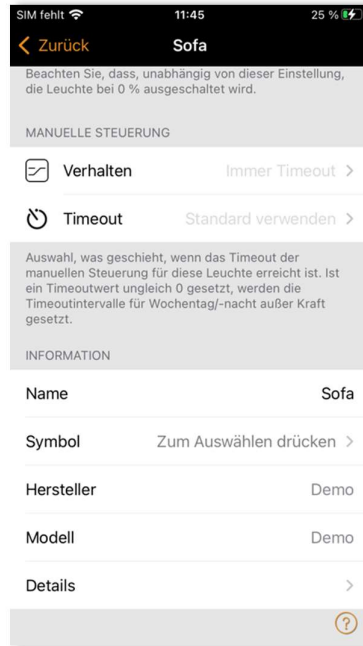 SIM fehlt 11:45 25 %
Zurück Sofa
Beachten Sie, dass, unabhängig von dieser Einstellung,
die Leuchte bei 0 % ausgeschaltet wird.
MANUELLE STEUERUNG
Verhalten Immer Timeout
Timeout Standard verwenden
Auswahl, was geschieht, wenn das Timeout der
manuellen Steuerung für diese Leuchte erreicht ist. Ist
ein Timeoutwert ungleich 0 gesetzt, werden die
Timeoutintervalle für Wochentag/-nacht außer Kraft
gesetzt.
INFORMATION
Name Sofa
Symbol Zum Auswählen drücken
Hersteller Demo
Modell Demo
Details
?